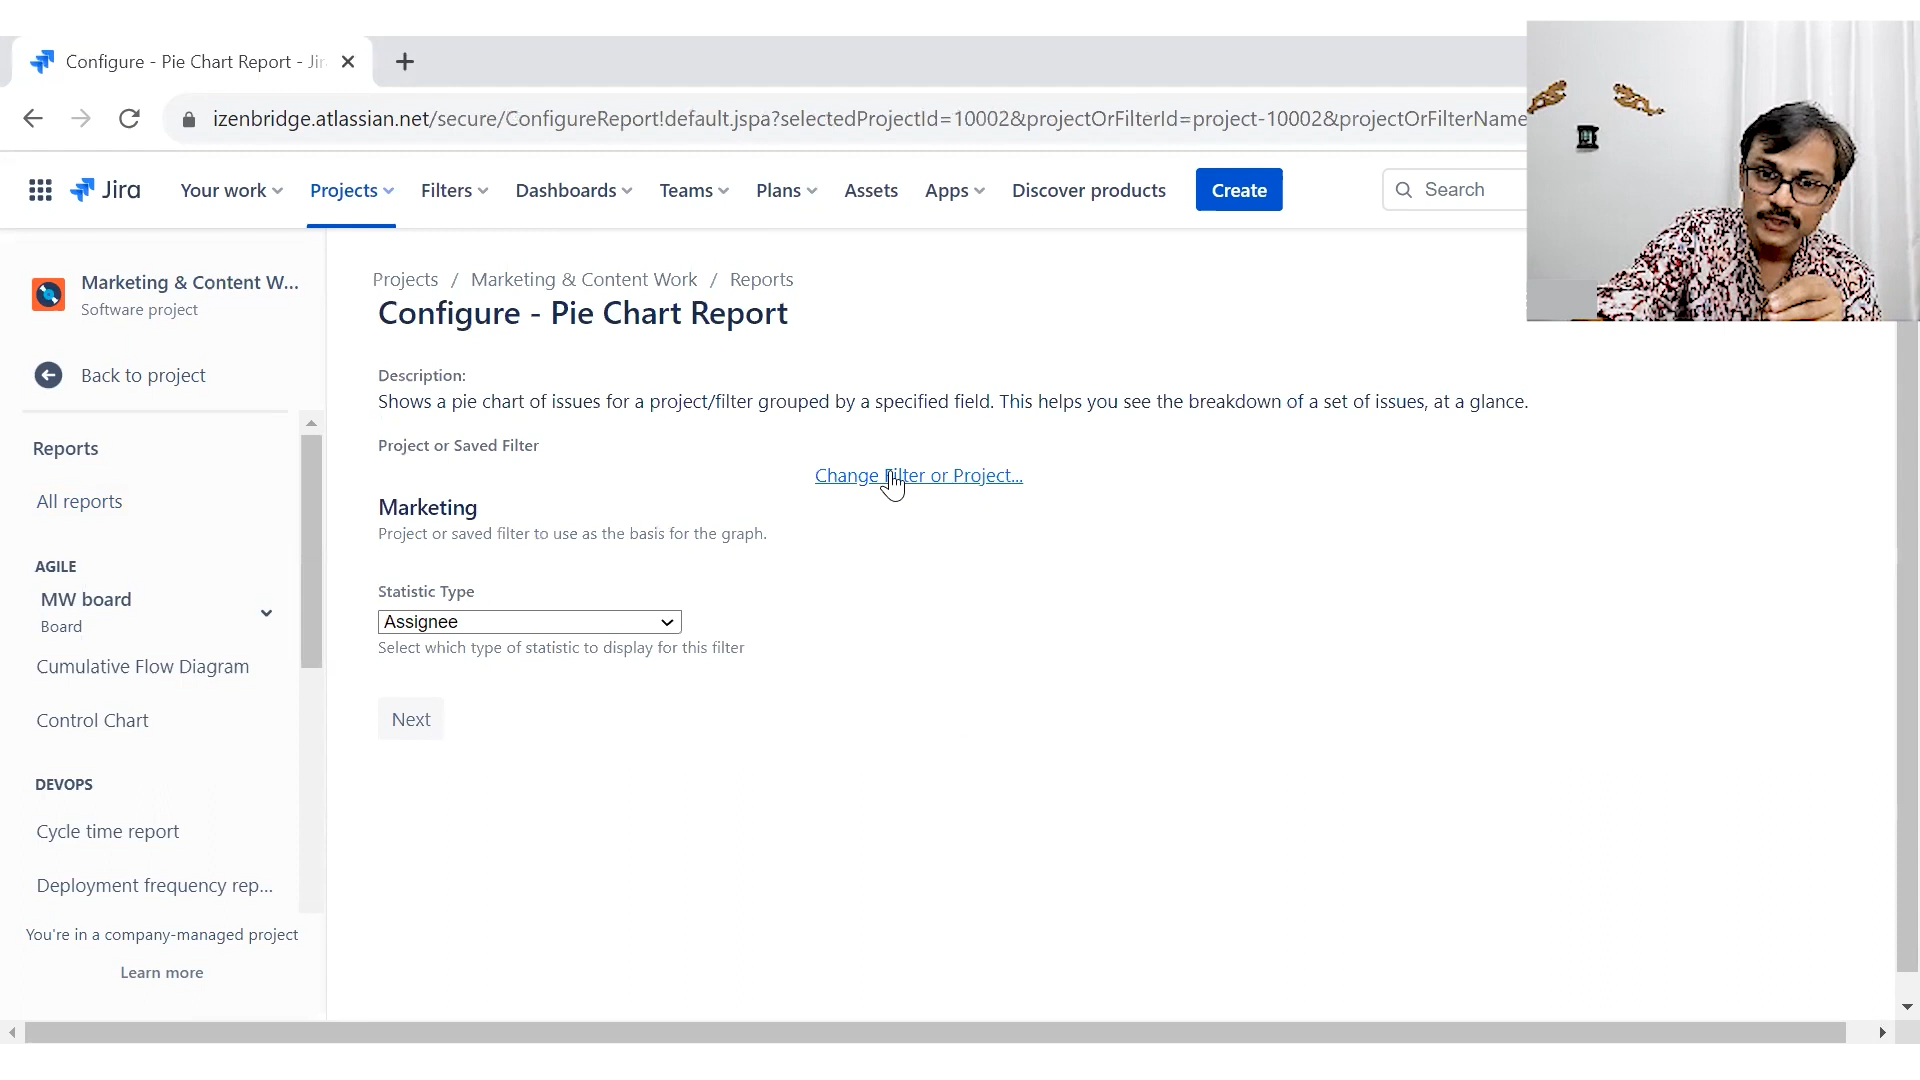 Configure - Pie Chart Report - Jir
izenbridge.atlassian.net/secure/ConfigureReport!default.jspa?selectedProjectId=10002&projectOrFilterId=project-10002&projectOrFilterName
Jira
Your work
Projects
Filters
Dashboards
Teams
Plans
Assets
Apps
Discover products
Create
Search
Marketing & Content W...
Software project
Back to project
Reports
All reports
AGILE
MW board
Board
Cumulative Flow Diagram
Control Chart
DEVOPS
Cycle time report
Deployment frequency rep...
You're in a company-managed project
Learn more
Projects / Marketing & Content Work / Reports
Configure - Pie Chart Report
Description:
Shows a pie chart of issues for a project/filter grouped by a specified field. This helps you see the breakdown of a set of issues, at a glance.
Project or Saved Filter
Change Filter or Project...
Marketing
Project or saved filter to use as the basis for the graph.
Statistic Type
Assignee
Select which type of statistic to display for this filter
Next